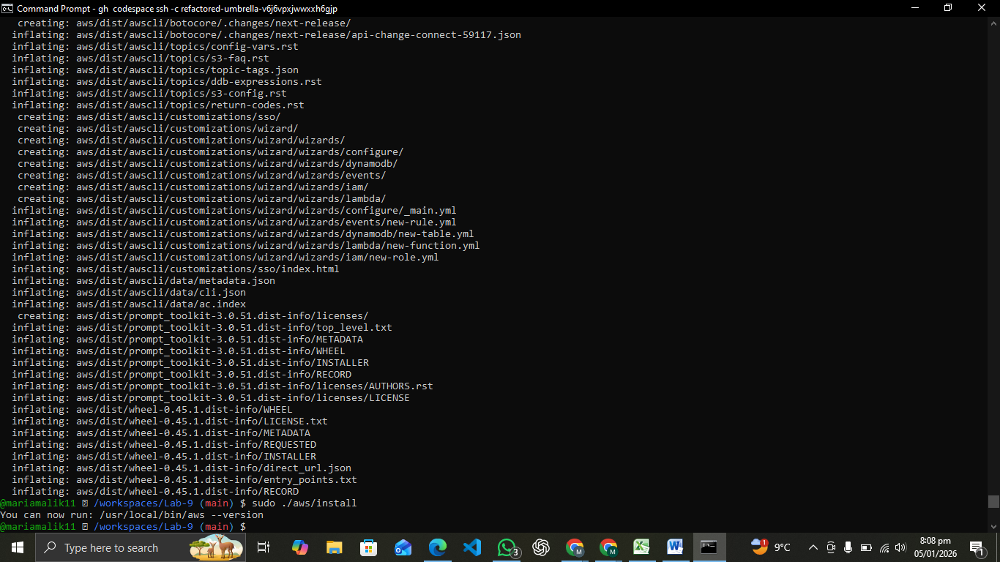 Command Prompt - gh  codespace ssh -c refactored-umbrella-v6j6vpxjwwxxh6gjp
   creating: aws/dist/awscli/botocore/.changes/next-release/
  inflating: aws/dist/awscli/botocore/.changes/next-release/api-change-connect-59117.json
  inflating: aws/dist/awscli/topics/config-vars.rst
  inflating: aws/dist/awscli/topics/s3-faq.rst
  inflating: aws/dist/awscli/topics/topic-tags.json
  inflating: aws/dist/awscli/topics/ddb-expressions.rst
  inflating: aws/dist/awscli/topics/s3-config.rst
  inflating: aws/dist/awscli/topics/return-codes.rst
   creating: aws/dist/awscli/customizations/sso/
   creating: aws/dist/awscli/customizations/wizard/
   creating: aws/dist/awscli/customizations/wizard/wizards/
   creating: aws/dist/awscli/customizations/wizard/wizards/configure/
   creating: aws/dist/awscli/customizations/wizard/wizards/dynamodb/
   creating: aws/dist/awscli/customizations/wizard/wizards/events/
   creating: aws/dist/awscli/customizations/wizard/wizards/iam/
   creating: aws/dist/awscli/customizations/wizard/wizards/lambda/
  inflating: aws/dist/awscli/customizations/wizard/wizards/configure/_main.yml
  inflating: aws/dist/awscli/customizations/wizard/wizards/events/new-rule.yml
  inflating: aws/dist/awscli/customizations/wizard/wizards/dynamodb/new-table.yml
  inflating: aws/dist/awscli/customizations/wizard/wizards/lambda/new-function.yml
  inflating: aws/dist/awscli/customizations/wizard/wizards/iam/new-role.yml
  inflating: aws/dist/awscli/customizations/sso/index.html
  inflating: aws/dist/awscli/data/metadata.json
  inflating: aws/dist/awscli/data/cli.json
  inflating: aws/dist/awscli/data/ac.index
   creating: aws/dist/prompt_toolkit-3.0.51.dist-info/licenses/
  inflating: aws/dist/prompt_toolkit-3.0.51.dist-info/top_level.txt
  inflating: aws/dist/prompt_toolkit-3.0.51.dist-info/METADATA
  inflating: aws/dist/prompt_toolkit-3.0.51.dist-info/WHEEL
  inflating: aws/dist/prompt_toolkit-3.0.51.dist-info/INSTALLER
  inflating: aws/dist/prompt_toolkit-3.0.51.dist-info/RECORD
  inflating: aws/dist/prompt_toolkit-3.0.51.dist-info/licenses/AUTHORS.rst
  inflating: aws/dist/prompt_toolkit-3.0.51.dist-info/licenses/LICENSE
  inflating: aws/dist/wheel-0.45.1.dist-info/WHEEL
  inflating: aws/dist/wheel-0.45.1.dist-info/LICENSE.txt
  inflating: aws/dist/wheel-0.45.1.dist-info/METADATA
  inflating: aws/dist/wheel-0.45.1.dist-info/REQUESTED
  inflating: aws/dist/wheel-0.45.1.dist-info/INSTALLER
  inflating: aws/dist/wheel-0.45.1.dist-info/direct_url.json
  inflating: aws/dist/wheel-0.45.1.dist-info/entry_points.txt
  inflating: aws/dist/wheel-0.45.1.dist-info/RECORD
@mariamalik11 /workspaces/Lab-9 (main) $ sudo ./aws/install
You can now run: /usr/local/bin/aws --version
@mariamalik11 /workspaces/Lab-9 (main) $
Type here to search
3
M
M
1
9°C
8:08 pm
05/01/2026
1